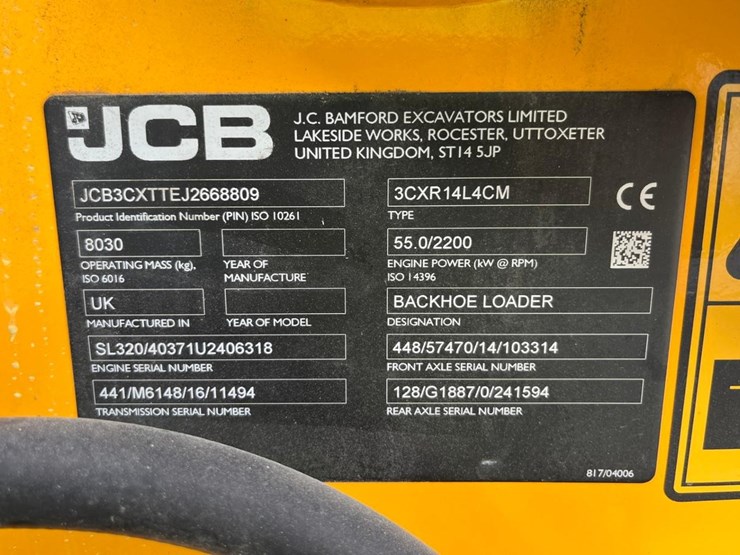 JCB
J.C. BAMFORD EXCAVATORS LIMITED
LAKESIDE WORKS, ROCESTER, UTTOXETER
UNITED KINGDOM, ST14 5JP
JCB3CXTTEJ2668809
Product Identification Number (PIN) ISO 10261
3CXR14L4CM
TYPE
CE
8030
OPERATING MASS (kg),
ISO 6016
YEAR OF
MANUFACTURE
55.0/2200
ENGINE POWER (kW @ RPM)
ISO 14396
UK
MANUFACTURED IN
YEAR OF MODEL
BACKHOE LOADER
DESIGNATION
SL320/40371U2406318
ENGINE SERIAL NUMBER
448/57470/14/103314
FRONT AXLE SERIAL NUMBER
441/M6148/16/11494
TRANSMISSION SERIAL NUMBER
128/G1887/0/241594
REAR AXLE SERIAL NUMBER
817/04006